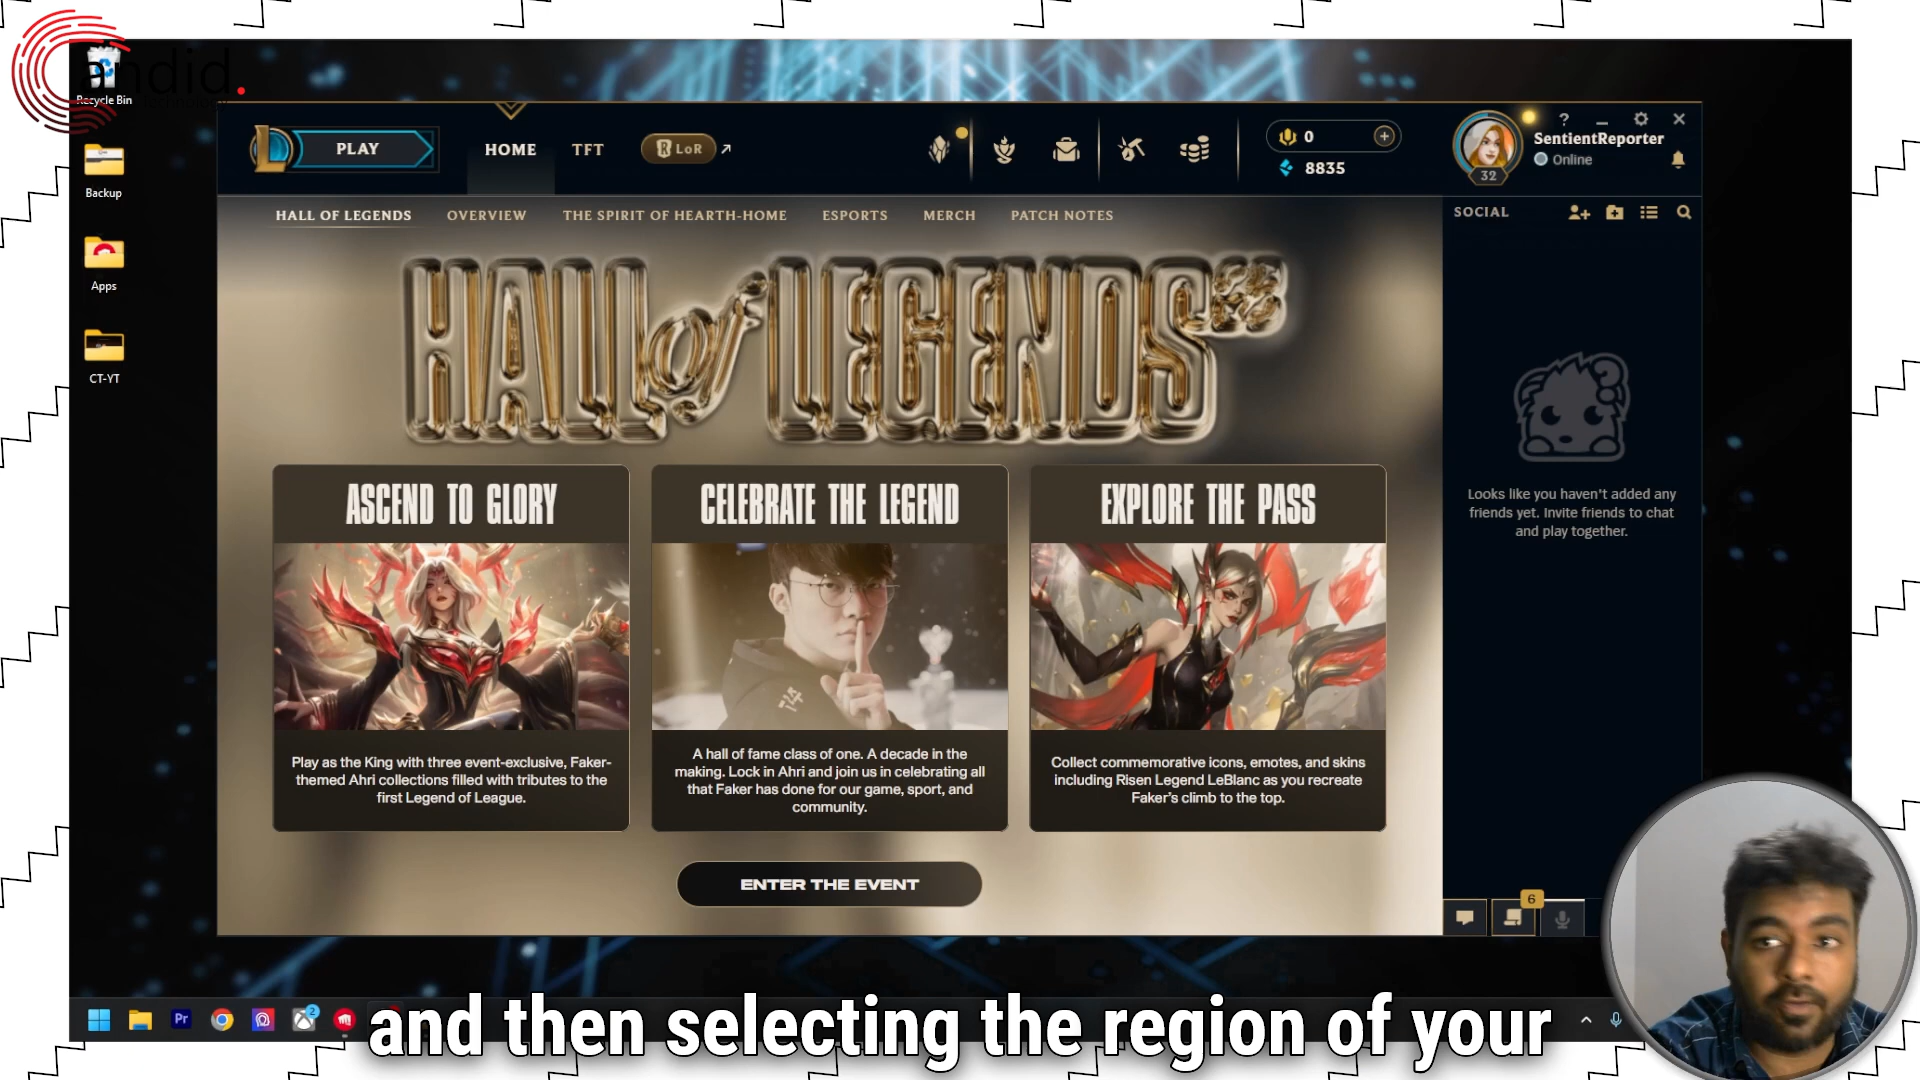 andid.
Recycle Bin
Backup
Apps
CT-YT
PLAY
HOME
TFT
LoR
0
8835
32
?
SentientReporter
Online
HALL OF LEGENDS
OVERVIEW
THE SPIRIT OF HEARTH-HOME
ESPORTS
MERCH
PATCH NOTES
SOCIAL
HALL of LEGENDS
ASCEND TO GLORY
Play as the King with three event-exclusive, Faker-
themed Ahri collections filled with tributes to the
first Legend of League.
CELEBRATE THE LEGEND
A hall of fame class of one. A decade in the
making. Lock in Ahri and join us in celebrating all
that Faker has done for our game, sport, and
community.
EXPLORE THE PASS
Collect commemorative icons, emotes, and skins
including Risen Legend LeBlanc as you recreate
Faker's climb to the top.
Looks like you haven't added any
friends yet. Invite friends to chat
and play together.
ENTER THE EVENT
6
Pr
2
and then selecting the region of your